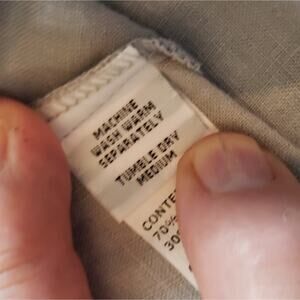 MACHINE
WASH WARM
SEPARATELY
TUMBLE DRY
MEDIUM
CONTE
70%
30